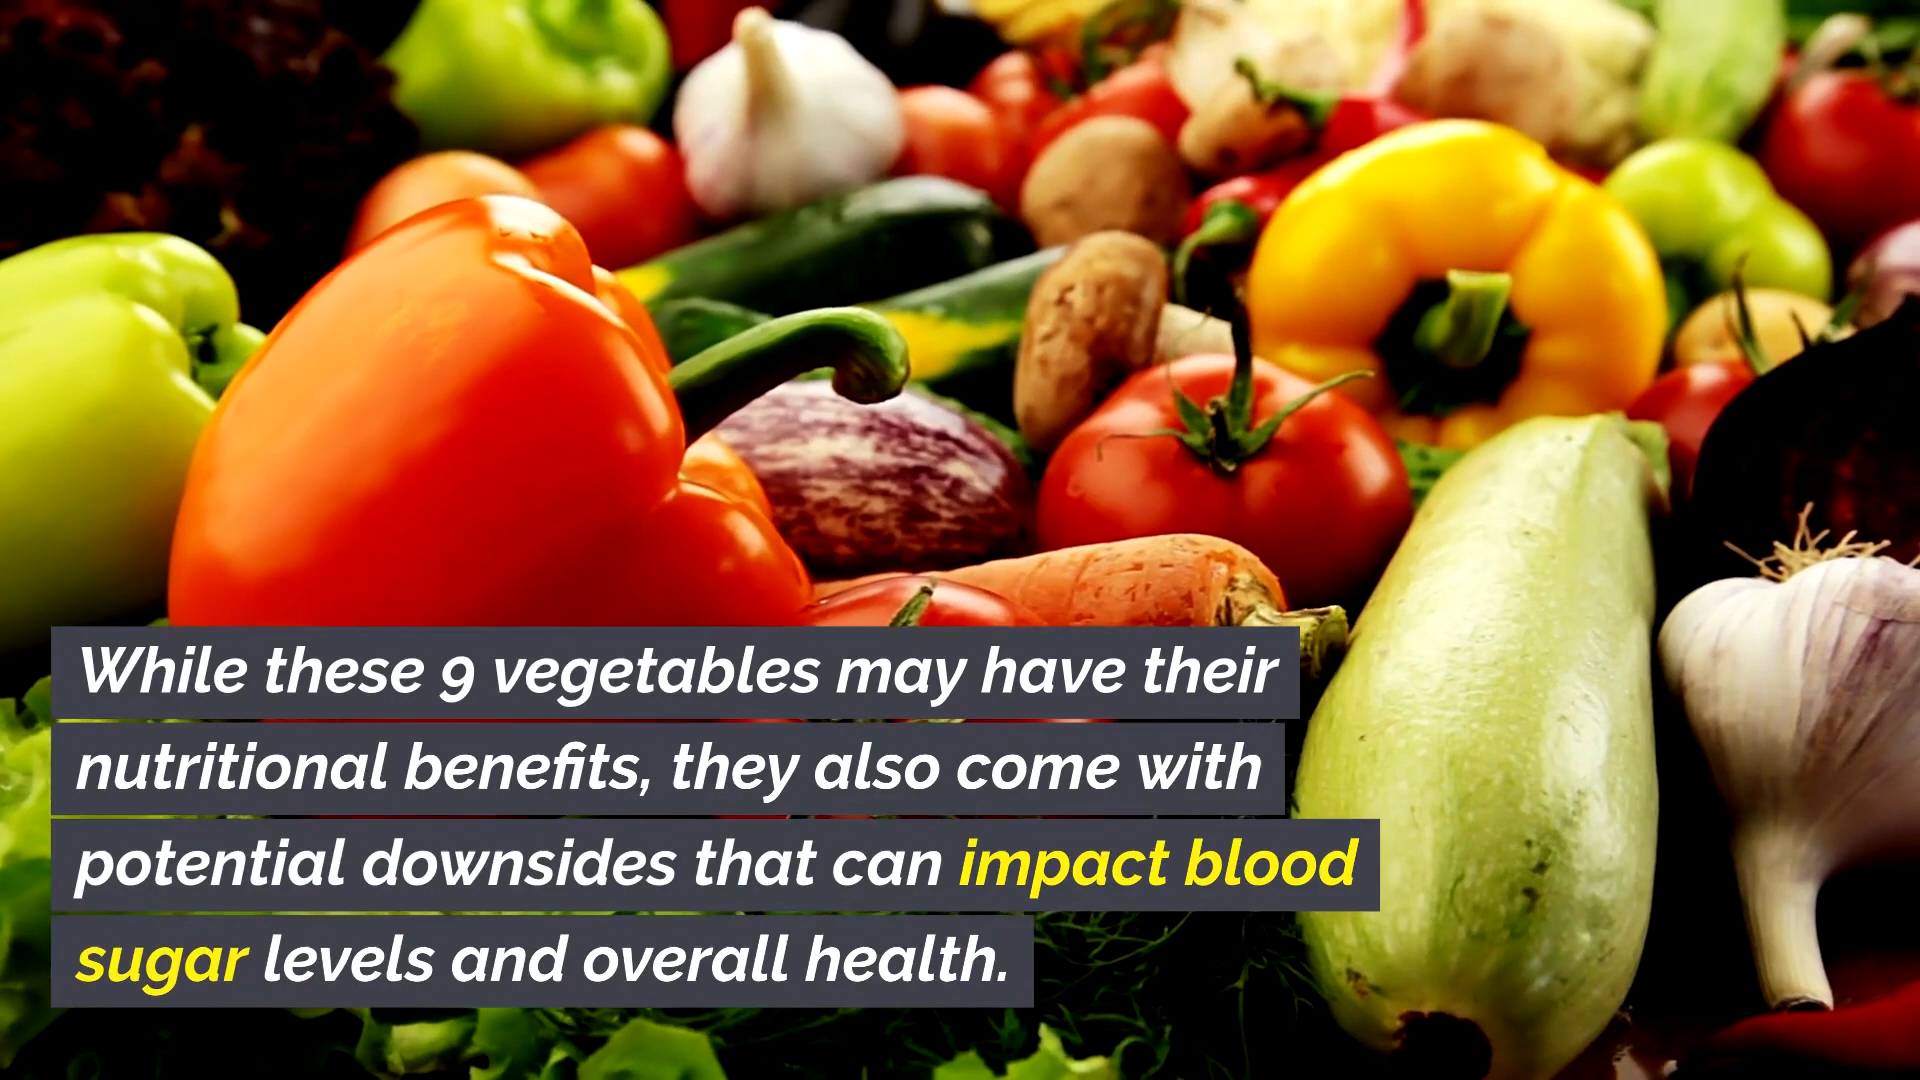 While these 9 vegetables may have their
nutritional benefits, they also come with
potential downsides that can impact blood
sugar levels and overall health.